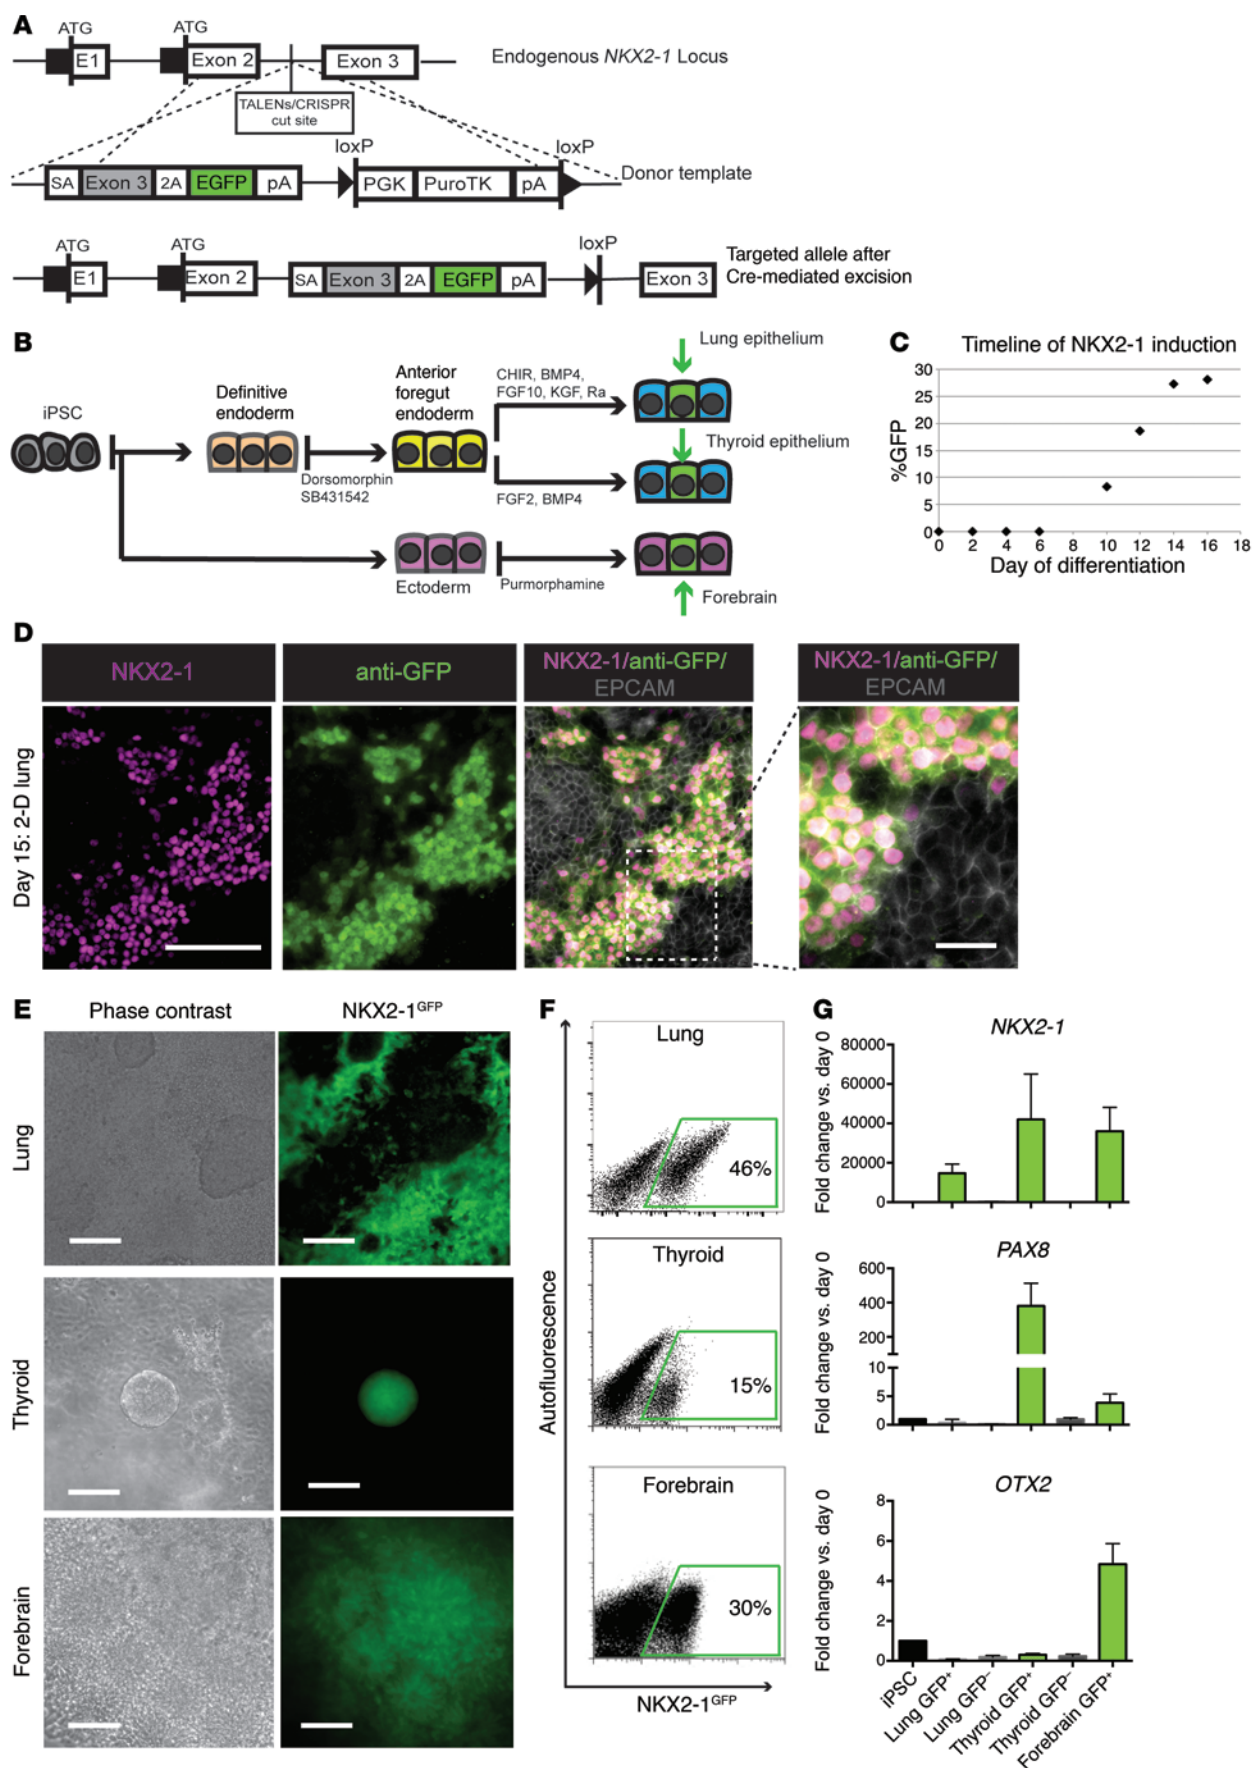 A
ATG
ATG
E1
Exon 2
Exon 3
Endogenous NKX2-1 Locus
TALENs/CRISPR
cut site
loxP
loxP
SA
Exon 3
2A
EGFP
pA
PGK
PuroTK
pA
Donor template
ATG
ATG
loxP
E1
Exon 2
SA
Exon 3
2A
EGFP
pA
Exon 3
Targeted allele after
Cre-mediated excision
B
iPSC
Definitive
endoderm
Dorsomorphin
SB431542
Anterior
foregut
endoderm
CHIR, BMP4,
FGF10, KGF, Ra
FGF2, BMP4
Lung epithelium
Thyroid epithelium
Ectoderm
Purmorphamine
Forebrain
C
Timeline of NKX2-1 induction
%GFP
30
25
20
15
10
5
0
0 2 4 6 8 10 12 14 16 18
Day of differentiation
D
NKX2-1
anti-GFP
NKX2-1/anti-GFP/
EPCAM
NKX2-1/anti-GFP/
EPCAM
Day 15: 2-D lung
E
Phase contrast
NKX2-1GFP
Lung
Thyroid
Forebrain
F
Lung
46%
Thyroid
15%
Forebrain
30%
Autofluorescence
NKX2-1GFP
G
NKX2-1
Fold change vs. day 0
80000
60000
40000
20000
0
PAX8
Fold change vs. day 0
600
400
200
10
5
0
OTX2
Fold change vs. day 0
8
6
4
2
0
iPSC
Lung GFP+
Lung GFP-
Thyroid GFP+
Thyroid GFP-
Forebrain GFP+